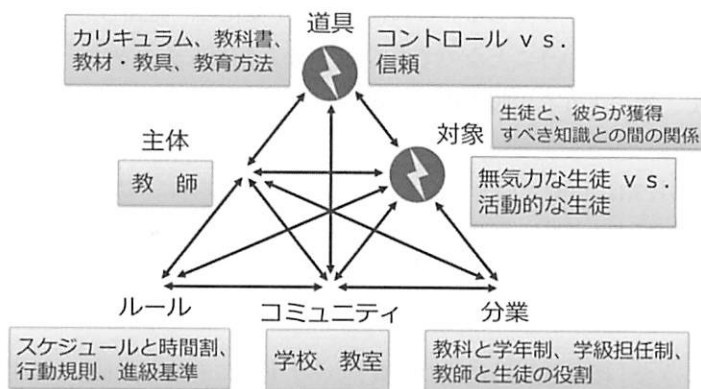 道具
カリキュラム、教科書、
教材・教具、教育方法
コントロール vs.
信頼
主体
教 師
対象
生徒と、彼らが獲得
すべき知識との間の関係
無気力な生徒 vs.
活動的な生徒
ルール
コミュニティ
分業
スケジュールと時間割、
行動規則、進級基準
学校、教室
教科と学年制、学級担任制、
教師と生徒の役割